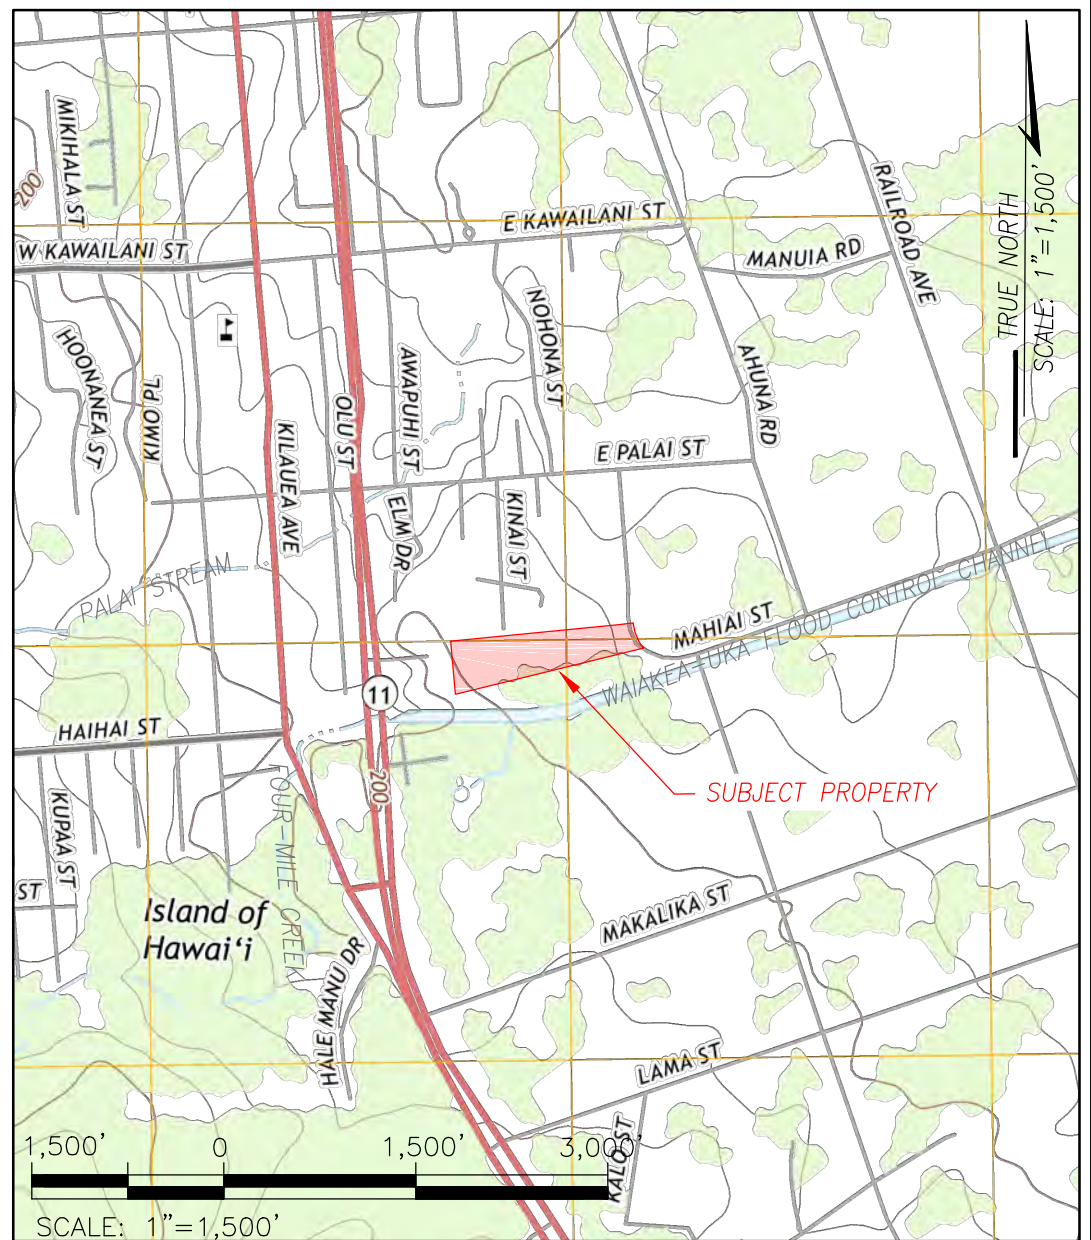 MIKIHALA ST
200
W KAWAILANI ST
E KAWAILANI ST
MANUIA RD
RAILROAD AVE
TRUE NORTH
SCALE: 1"=1,500'
HOONANEA ST
KIWO PL
OLU ST
AWAPUHI ST
NOHONA ST
AHUNA RD
KILAUEA AVE
ELM DR
E PALAI ST
KINAI ST
PALAI STREAM
MAHIAI ST
WAIAKEA-UKA FLOOD CONTROL CHANNEL
11
HAIHAI ST
200
SUBJECT PROPERTY
KUPAA ST
FOUR-MILE CREEK
ST
Island of
Hawai‘i
MAKALIKA ST
HALE MANU DR
LAMA ST
KALO ST
1,500' 0 1,500' 3,000'
SCALE: 1"=1,500'